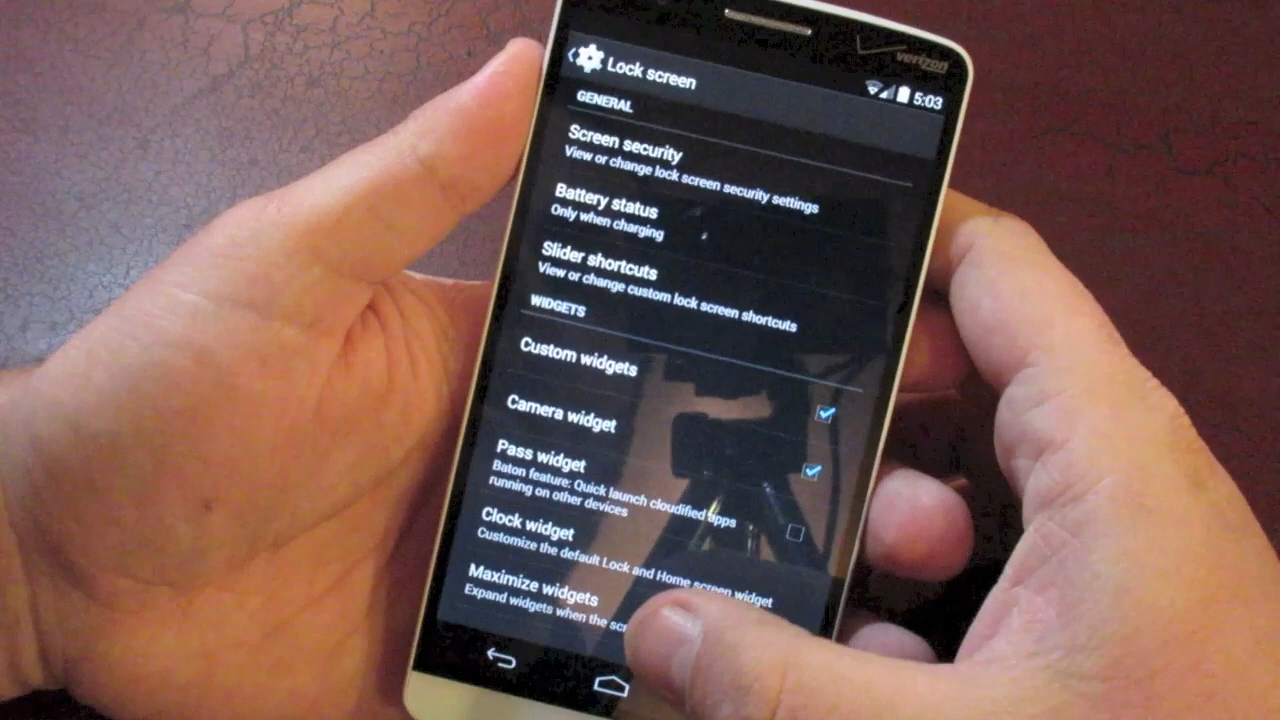 verizon
Lock screen
5:03
GENERAL
Screen security
View or change lock screen security settings
Battery status
Only when charging
Slider shortcuts
View or change custom lock screen shortcuts
WIDGETS
Custom widgets
Camera widget
Pass widget
Baton feature: Quick launch cloudified apps
running on other devices
Clock widget
Customize the default Lock and Home screen widget
Maximize widgets
Expand widgets when the